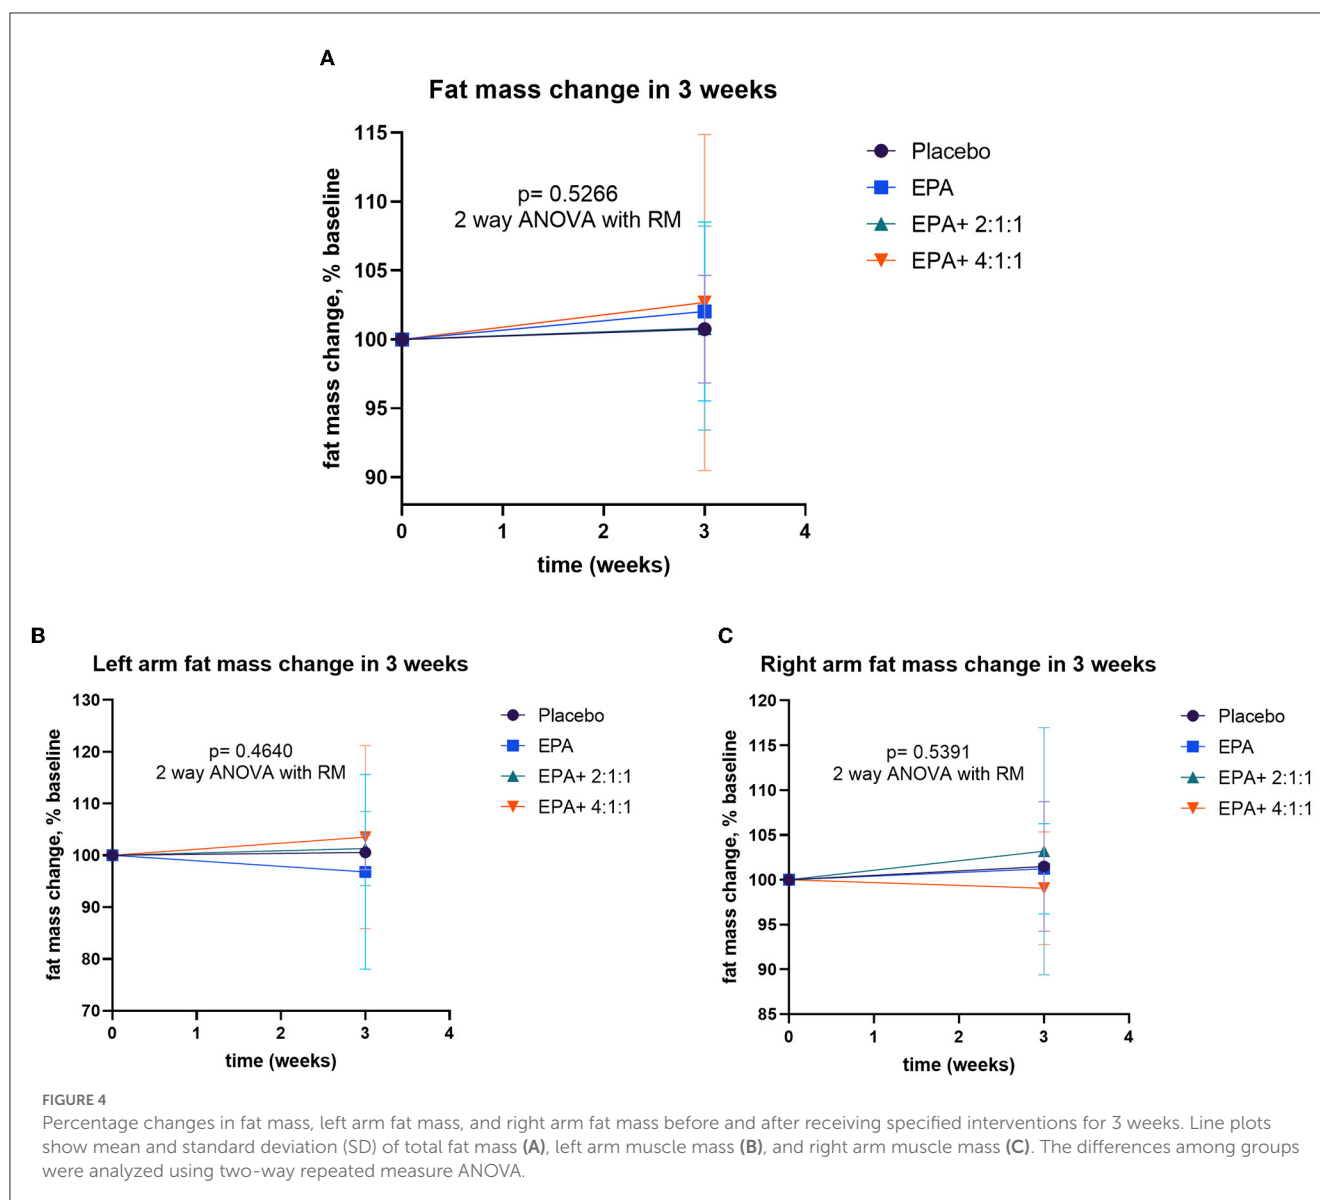 A
Fat mass change in 3 weeks
115
110
105
100
95
90
fat mass change, % baseline
p= 0.5266
2 way ANOVA with RM
0 1 2 3 4
time (weeks)
Placebo
EPA
EPA+ 2:1:1
EPA+ 4:1:1
B
Left arm fat mass change in 3 weeks
130
120
110
100
90
80
70
fat mass change, % baseline
p= 0.4640
2 way ANOVA with RM
0 1 2 3 4
time (weeks)
Placebo
EPA
EPA+ 2:1:1
EPA+ 4:1:1
C
Right arm fat mass change in 3 weeks
120
115
110
105
100
95
90
85
fat mass change, % baseline
p= 0.5391
2 way ANOVA with RM
0 1 2 3 4
time (weeks)
Placebo
EPA
EPA+ 2:1:1
EPA+ 4:1:1
FIGURE 4
Percentage changes in fat mass, left arm fat mass, and right arm fat mass before and after receiving specified interventions for 3 weeks. Line plots
show mean and standard deviation (SD) of total fat mass (A), left arm muscle mass (B), and right arm muscle mass (C). The differences among groups
were analyzed using two-way repeated measure ANOVA.